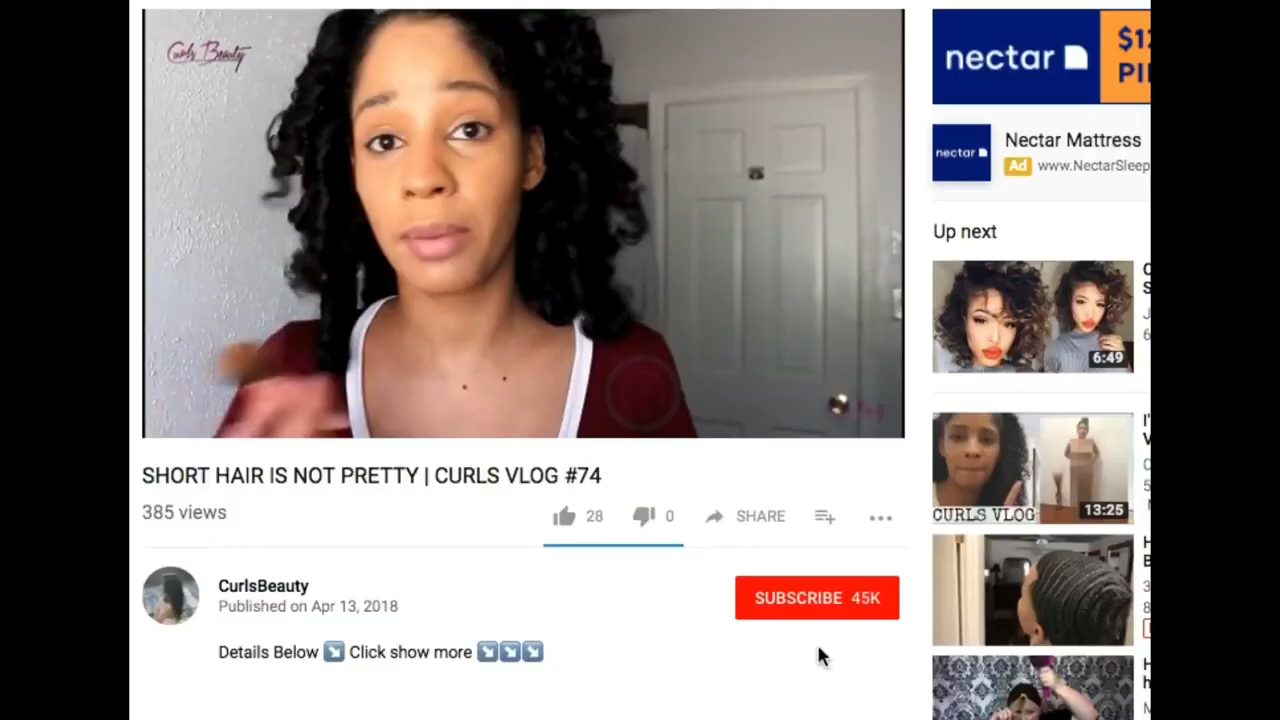 Curls Beauty
SHORT HAIR IS NOT PRETTY | CURLS VLOG #74
385 views
28
0
SHARE
CurlsBeauty
Published on Apr 13, 2018
SUBSCRIBE 45K
Details Below ↘ Click show more ↘↘↘
nectar
nectar
Nectar Mattress
Ad www.NectarSleep
Up next
6:49
CURLS VLOG
13:25